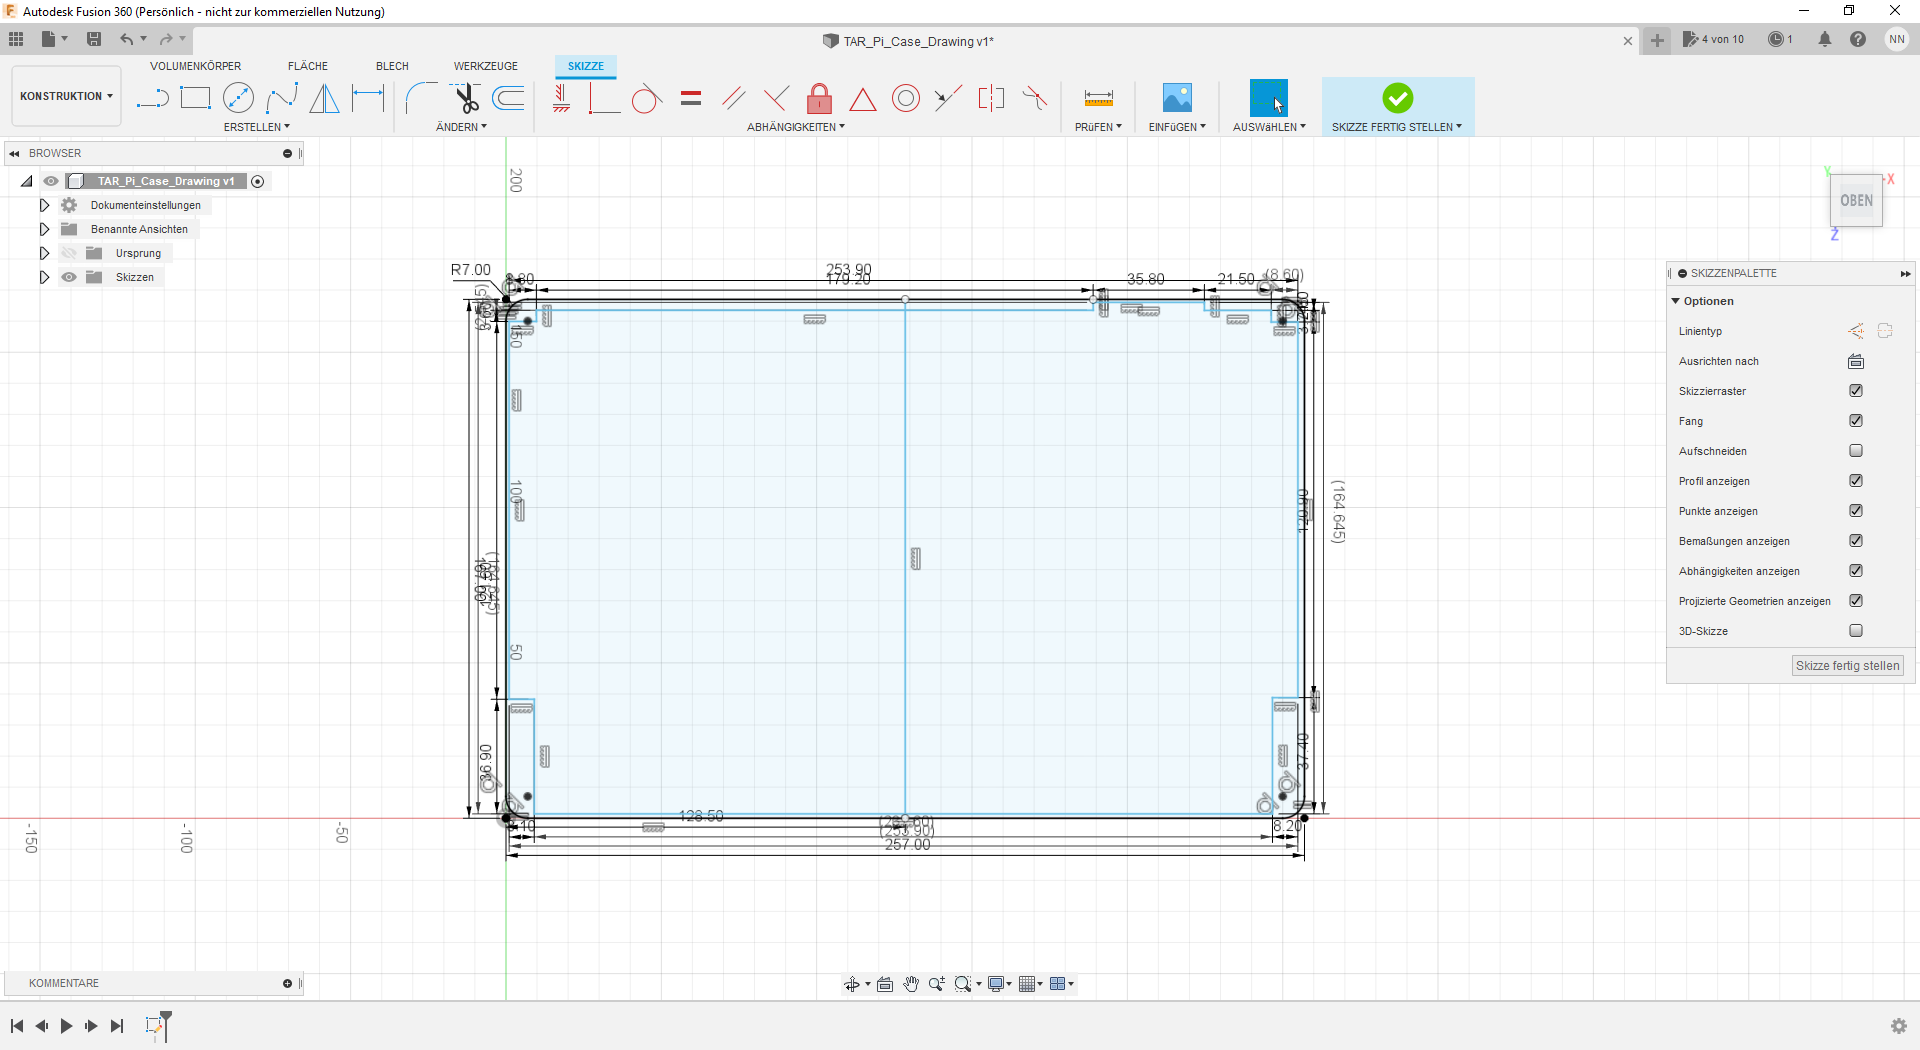 Autodesk Fusion 360 (Persönlich - nicht zur kommerziellen Nutzung)
TAR_Pi_Case_Drawing v1*
4 von 10
1
NN
VOLUMENKÖRPER
FLÄCHE
BLECH
WERKZEUGE
SKIZZE
KONSTRUKTION
ERSTELLEN
ÄNDERN
ABHÄNGIGKEITEN
PRüFEN
EINFüGEN
AUSWäHLEN
SKIZZE FERTIG STELLEN
BROWSER
TAR_Pi_Case_Drawing v1
Dokumenteinstellungen
Benannte Ansichten
Ursprung
Skizzen
200
Y
X
OBEN
Z
R7.00
253.90
179.20
35.80
21.50
(8.60)
100
50
(164.645)
36.90
37.40
128.50
(253.90)
8.20
257.00
-150
-100
-50
SKIZZENPALETTE
Optionen
Linientyp
Ausrichten nach
Skizzierraster
Fang
Aufschneiden
Profil anzeigen
Punkte anzeigen
Bemaßungen anzeigen
Abhängigkeiten anzeigen
Projizierte Geometrien anzeigen
3D-Skizze
Skizze fertig stellen
KOMMENTARE